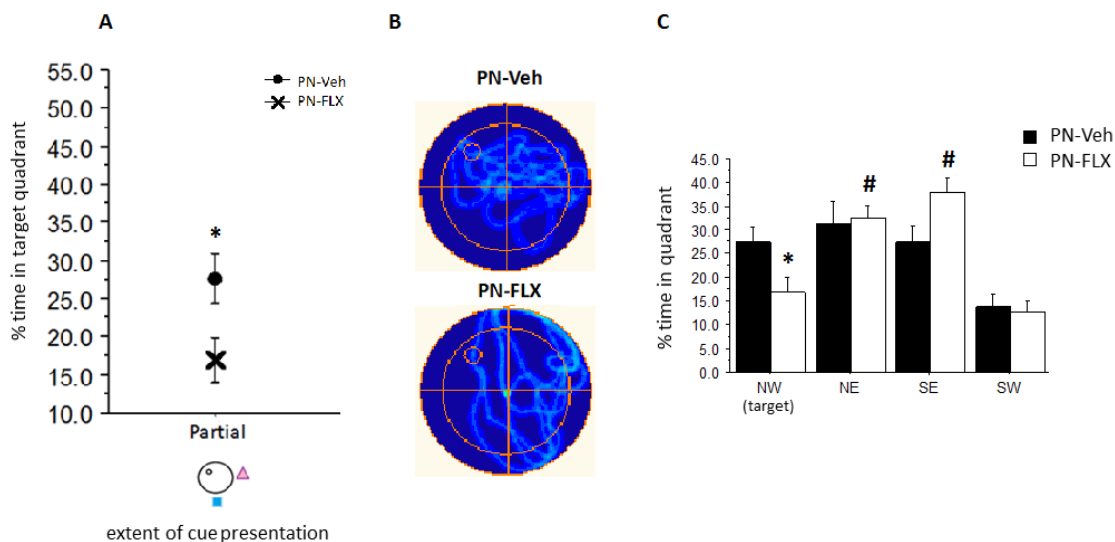 A
B
C
% time in target quadrant
55.0
50.0
45.0
40.0
35.0
30.0
25.0
20.0
15.0
10.0
PN-Veh
PN-FLX
*
Partial
extent of cue presentation
PN-Veh
PN-FLX
PN-Veh
PN-FLX
% time in quadrant
45.0
40.0
35.0
30.0
25.0
20.0
15.0
10.0
5.0
0.0
*
#
#
NW
(target)
NE
SE
SW